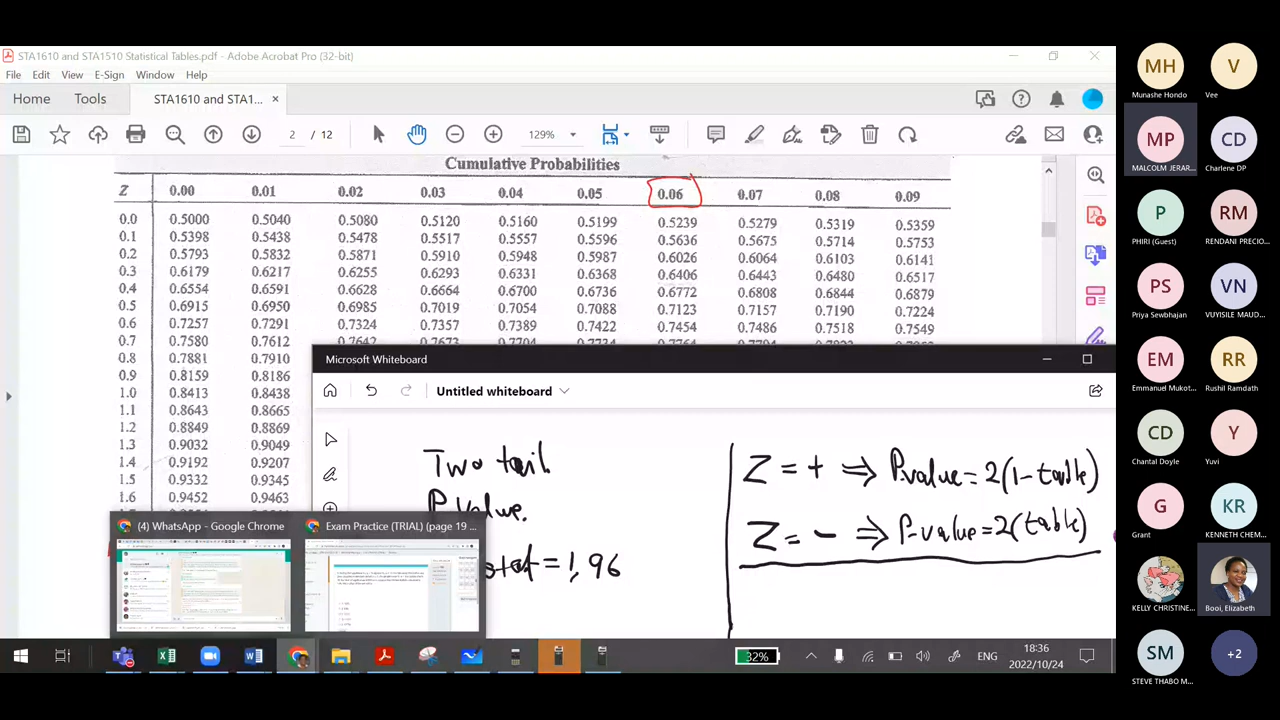 STA1610 and STA1510 Statistical Tables.pdf - Adobe Acrobat Pro (32-bit)
File Edit View E-Sign Window Help
Home Tools STA1610 and STA1... ×
2 / 12 129%
Cumulative Probabilities
Z 0.00 0.01 0.02 0.03 0.04 0.05 0.06 0.07 0.08 0.09
0.0 0.5000 0.5040 0.5080 0.5120 0.5160 0.5199 0.5239 0.5279 0.5319 0.5359
0.1 0.5398 0.5438 0.5478 0.5517 0.5557 0.5596 0.5636 0.5675 0.5714 0.5753
0.2 0.5793 0.5832 0.5871 0.5910 0.5948 0.5987 0.6026 0.6064 0.6103 0.6141
0.3 0.6179 0.6217 0.6255 0.6293 0.6331 0.6368 0.6406 0.6443 0.6480 0.6517
0.4 0.6554 0.6591 0.6628 0.6664 0.6700 0.6736 0.6772 0.6808 0.6844 0.6879
0.5 0.6915 0.6950 0.6985 0.7019 0.7054 0.7088 0.7123 0.7157 0.7190 0.7224
0.6 0.7257 0.7291 0.7324 0.7357 0.7389 0.7422 0.7454 0.7486 0.7518 0.7549
0.7 0.7580 0.7612
0.8 0.7881 0.7910
0.9 0.8159 0.8186
1.0 0.8413 0.8438
1.1 0.8643 0.8665
1.2 0.8849 0.8869
1.3 0.9032 0.9049
1.4 0.9192 0.9207
1.5 0.9332 0.9345
1.6 0.9452 0.9463
Microsoft Whiteboard
Untitled whiteboard
Two tail
P value.
stat = 1,96
Z = + ⇒ P.value = 2(1 - table)
Z = - ⇒ P-value = 2(table)
(4) WhatsApp - Google Chrome
Exam Practice (TRIAL) (page 19 ...
32%
ENG
18:36
2022/10/24
MH V
Munashe Hondo Vee
MP CD
MALCOLM JERAR... Charlene DP
P RM
PHIRI (Guest) RENDANI PRECIO...
PS VN
Priya Sewbhajan VUYISILE MAUD...
EM RR
Emmanuel Mukot... Rushil Ramdath
CD Y
Chantal Doyle Yuvi
G KR
Grant KENNETH CHEM...
KELLY CHRISTINE... Booi, Elizabeth
SM +2
STEVE THABO M...